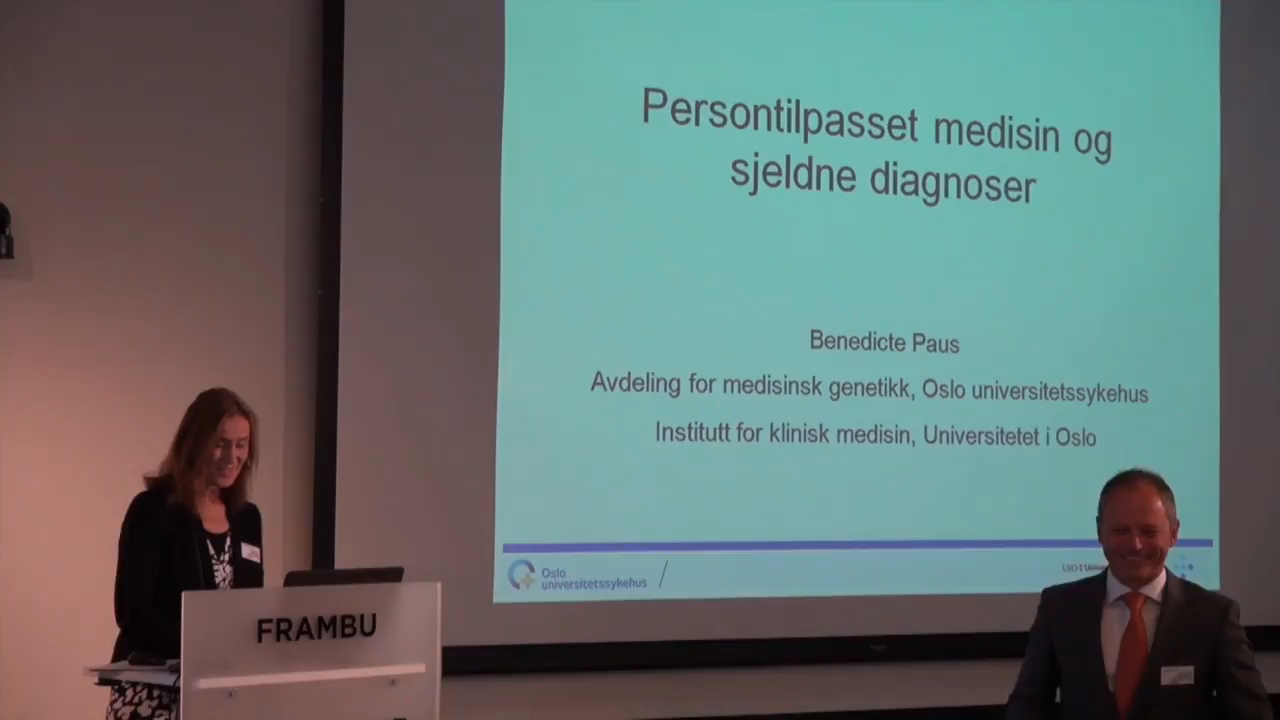 Persontilpasset medisin og
sjeldne diagnoser
Benedicte Paus
Avdeling for medisinsk genetikk, Oslo universitetssykehus
Institutt for klinisk medisin, Universitetet i Oslo
Oslo
universitetssykehus
UiO
FRAMBU